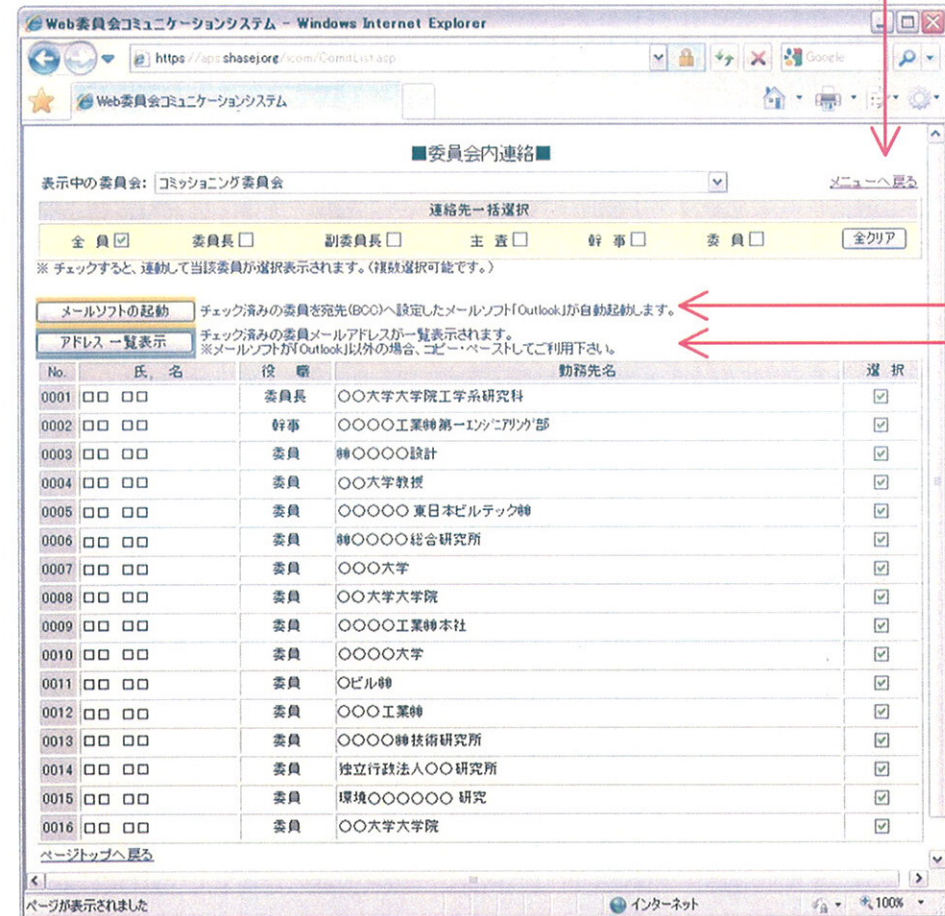 Web委員会コミュニケーションシステム - Windows Internet Explorer
https://aps.shasej.org/icom/ComitList.asp
Google
Web委員会コミュニケーションシステム
■委員会内連絡■
表示中の委員会: コミッショニング委員会
メニューへ戻る
連絡先一括選択
全 員 委員長 副委員長 主 査 幹 事 委 員 全クリア
※ チェックすると、連動して当該委員が選択表示されます。(複数選択可能です。)
メールソフトの起動 チェック済みの委員を宛先(BCC)へ設定したメールソフト「Outlook」が自動起動します。
アドレス 一覧表示 チェック済みの委員メールアドレスが一覧表示されます。
※メールソフトが「Outlook」以外の場合、コピー・ペーストしてご利用下さい。
No. 氏 名 役 職 勤務先名 選 択
0001 □□ □□ 委員長 ○○大学大学院工学系研究科
0002 □□ □□ 幹事 ○○○○工業㈱第一エンジニアリング部
0003 □□ □□ 委員 ㈱○○○○設計
0004 □□ □□ 委員 ○○大学教授
0005 □□ □□ 委員 ○○○○○ 東日本ビルテック㈱
0006 □□ □□ 委員 ㈱○○○○総合研究所
0007 □□ □□ 委員 ○○○大学
0008 □□ □□ 委員 ○○大学大学院
0009 □□ □□ 委員 ○○○○工業㈱本社
0010 □□ □□ 委員 ○○○○大学
0011 □□ □□ 委員 ○ビル㈱
0012 □□ □□ 委員 ○○○工業㈱
0013 □□ □□ 委員 ○○○○㈱技術研究所
0014 □□ □□ 委員 独立行政法人○○研究所
0015 □□ □□ 委員 環境○○○○○○ 研究
0016 □□ □□ 委員 ○○大学大学院
ページトップへ戻る
ページが表示されました インターネット 100%